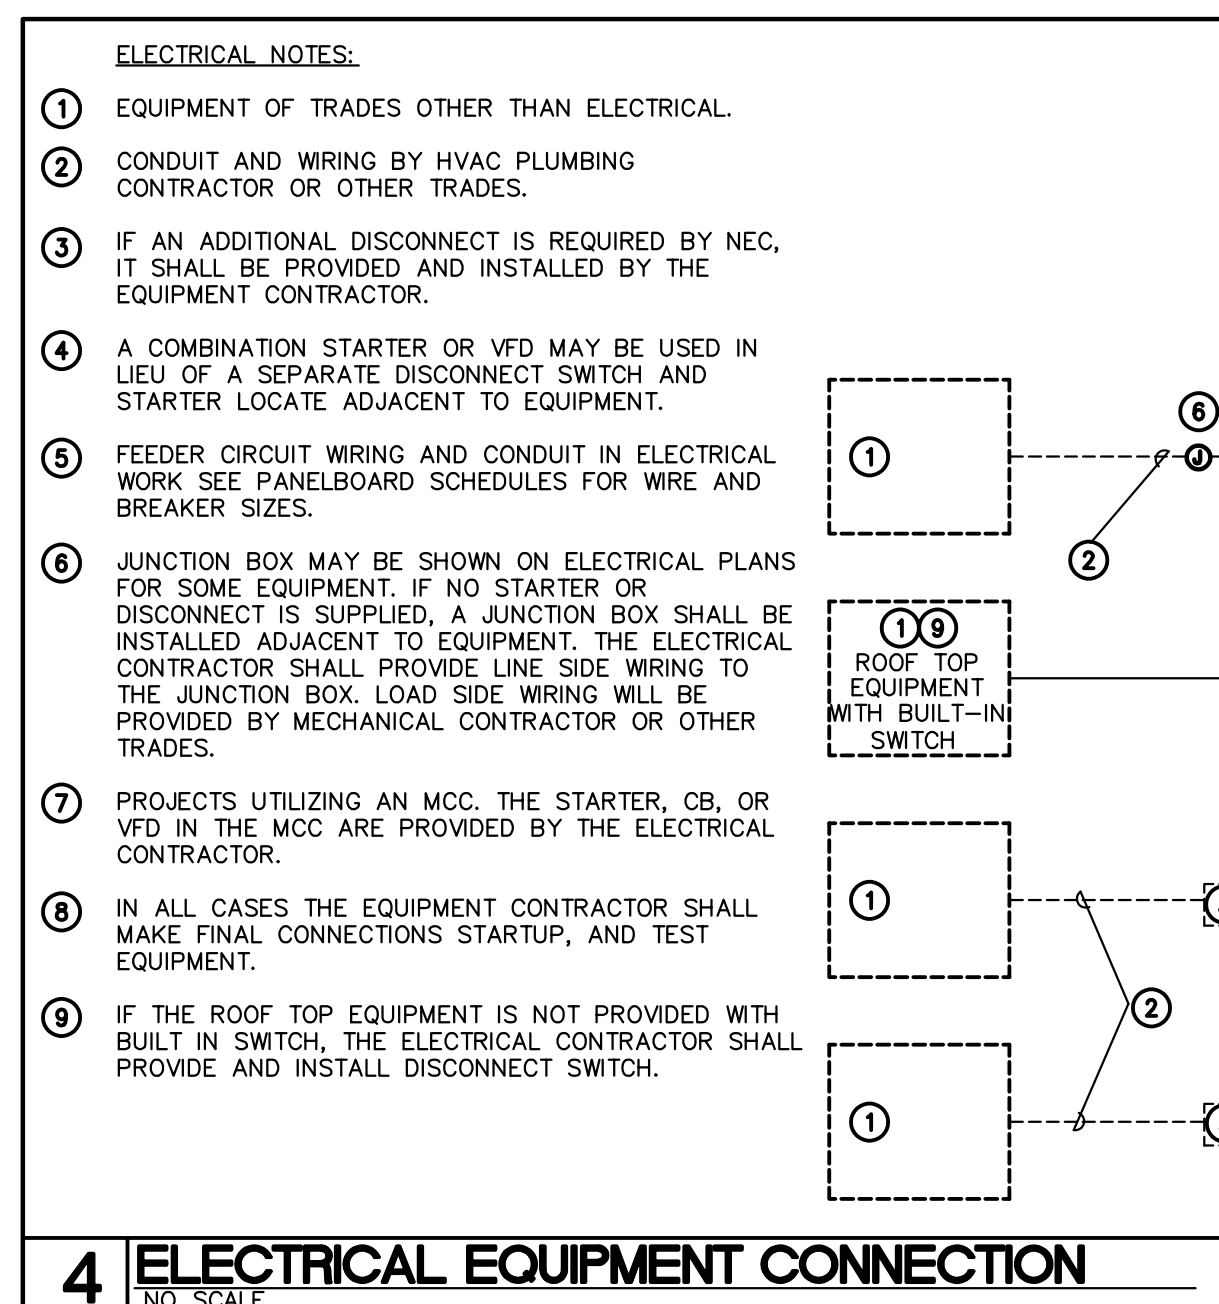 ELECTRICAL NOTES:
1 EQUIPMENT OF TRADES OTHER THAN ELECTRICAL.
2 CONDUIT AND WIRING BY HVAC PLUMBING
CONTRACTOR OR OTHER TRADES.
3 IF AN ADDITIONAL DISCONNECT IS REQUIRED BY NEC,
IT SHALL BE PROVIDED AND INSTALLED BY THE
EQUIPMENT CONTRACTOR.
4 A COMBINATION STARTER OR VFD MAY BE USED IN
LIEU OF A SEPARATE DISCONNECT SWITCH AND
STARTER LOCATE ADJACENT TO EQUIPMENT.
5 FEEDER CIRCUIT WIRING AND CONDUIT IN ELECTRICAL
WORK SEE PANELBOARD SCHEDULES FOR WIRE AND
BREAKER SIZES.
6 JUNCTION BOX MAY BE SHOWN ON ELECTRICAL PLANS
FOR SOME EQUIPMENT. IF NO STARTER OR
DISCONNECT IS SUPPLIED, A JUNCTION BOX SHALL BE
INSTALLED ADJACENT TO EQUIPMENT. THE ELECTRICAL
CONTRACTOR SHALL PROVIDE LINE SIDE WIRING TO
THE JUNCTION BOX. LOAD SIDE WIRING WILL BE
PROVIDED BY MECHANICAL CONTRACTOR OR OTHER
TRADES.
7 PROJECTS UTILIZING AN MCC. THE STARTER, CB, OR
VFD IN THE MCC ARE PROVIDED BY THE ELECTRICAL
CONTRACTOR.
8 IN ALL CASES THE EQUIPMENT CONTRACTOR SHALL
MAKE FINAL CONNECTIONS STARTUP, AND TEST
EQUIPMENT.
9 IF THE ROOF TOP EQUIPMENT IS NOT PROVIDED WITH
BUILT IN SWITCH, THE ELECTRICAL CONTRACTOR SHALL
PROVIDE AND INSTALL DISCONNECT SWITCH.
6
1
J
2
1 9
ROOF TOP
EQUIPMENT
WITH BUILT-IN
SWITCH
1
2
1
4 ELECTRICAL EQUIPMENT CONNECTION
NO SCALE